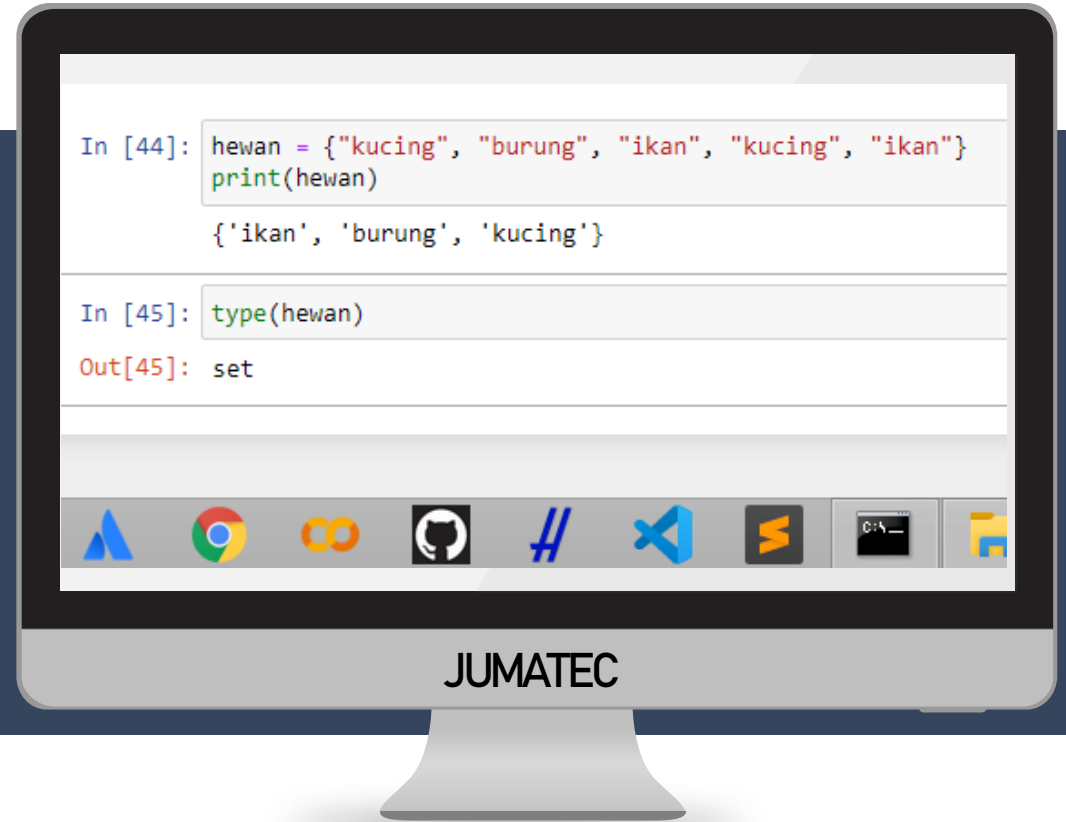 In [44]: hewan = {"kucing", "burung", "ikan", "kucing", "ikan"}
print(hewan)
{'ikan', 'burung', 'kucing'}
In [45]: type(hewan)
Out[45]: set
C:\_
JUMATEC